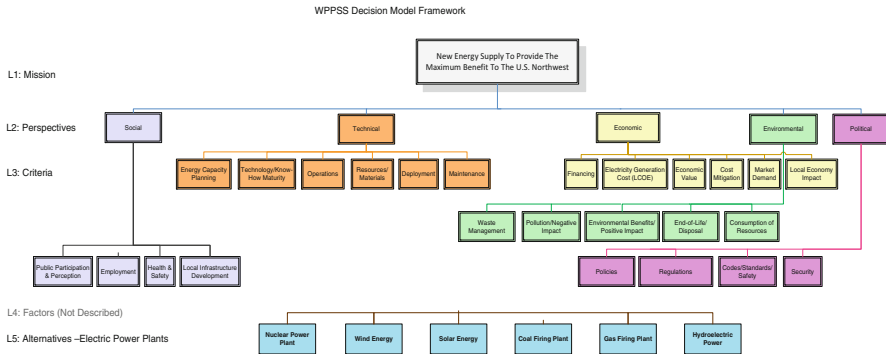 WPPSS Decision Model Framework
L1: Mission
New Energy Supply To Provide The
Maximum Benefit To The U.S. Northwest
L2: Perspectives
Social
Technical
Economic
Environmental
Political
L3: Criteria
Energy Capacity
Planning
Technology/Know-
How Maturity
Operations
Resources/
Materials
Deployment
Maintenance
Financing
Electricity Generation
Cost (LCOE)
Economic
Value
Cost
Mitigation
Market
Demand
Local Economy
Impact
Waste
Management
Pollution/Negative
Impact
Environmental Benefits/
Positive Impact
End-of-Life/
Disposal
Consumption of
Resources
Public Participation
& Perception
Employment
Health &
Safety
Local Infrastructure
Development
Policies
Regulations
Codes/Standards/
Safety
Security
L4: Factors (Not Described)
L5: Alternatives –Electric Power Plants
Nuclear Power
Plant
Wind Energy
Solar Energy
Coal Firing Plant
Gas Firing Plant
Hydroelectric
Power